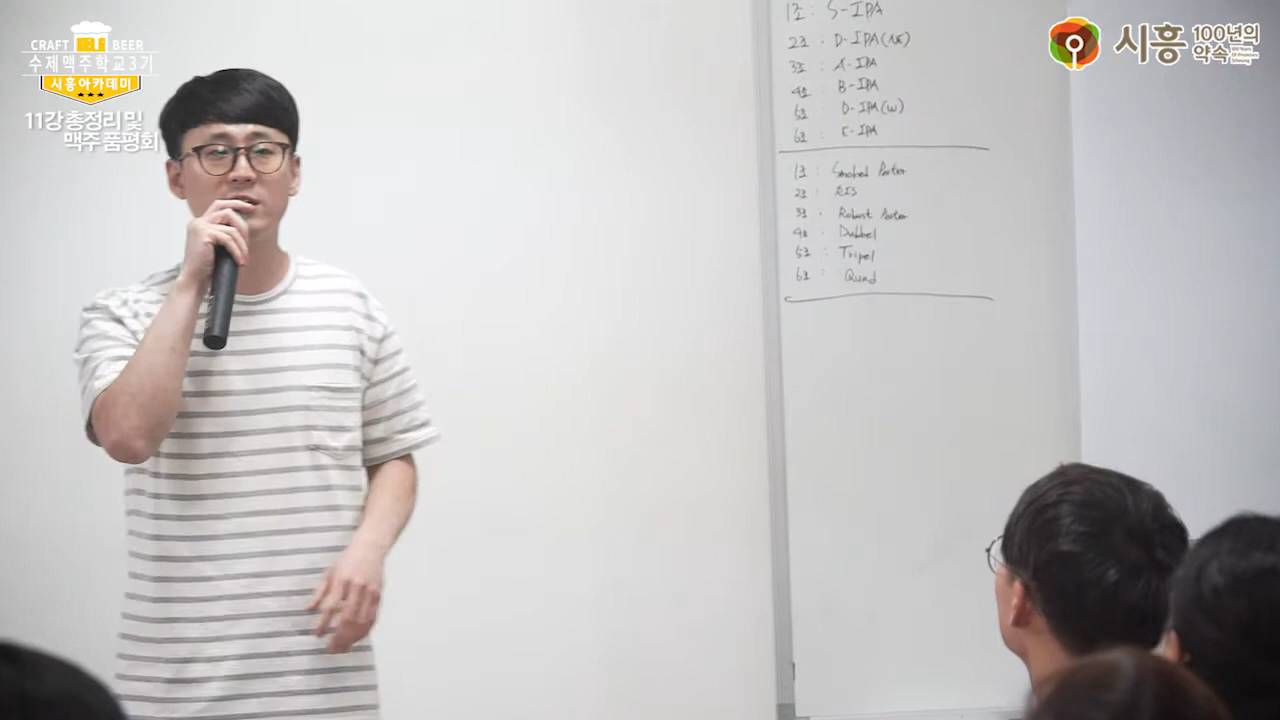 CRAFT BEER
수제맥주학교3기
시흥아카데미
11강 총정리 및
맥주 품평회
시흥
100년의
약속
1조 : S-IPA
2조 : D-IPA(NE)
3조 : A-IPA
4조 : B-IPA
5조 : D-IPA(W)
6조 : -IPA
1조 : Smoked Porter
2조 : RIS
3조 : Robust Porter
4조 : Dubbel
5조 : Tripel
6조 : Quad